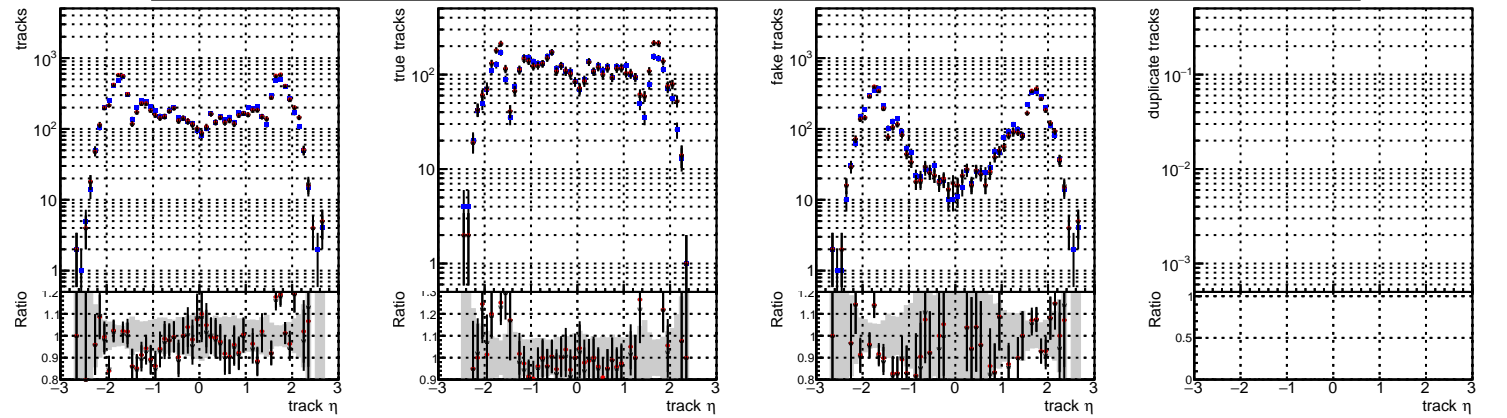 tracks
10³
10²
10
1
Ratio
1.2
1.1
1
0.9
0.8
−3 −2 −1 0 1 2 3
track η
true tracks
10²
10
1
Ratio
1.3
1.2
1.1
1
0.9
−3 −2 −1 0 1 2 3
track η
fake tracks
10³
10²
10
1
Ratio
1.2
1.1
1
0.9
0.8
−3 −2 −1 0 1 2 3
track η
duplicate tracks
10⁻¹
10⁻²
10⁻³
Ratio
1
0.5
0
−3 −2 −1 0 1 2 3
track η